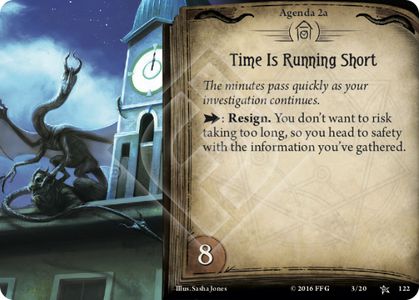 Agenda 2a
Time Is Running Short
The minutes pass quickly as your
investigation continues.
: Resign. You don't want to risk
taking too long, so you head to safety
with the information you've gathered.
8
Illus. Sasha Jones
© 2016 FFG
3/20
122